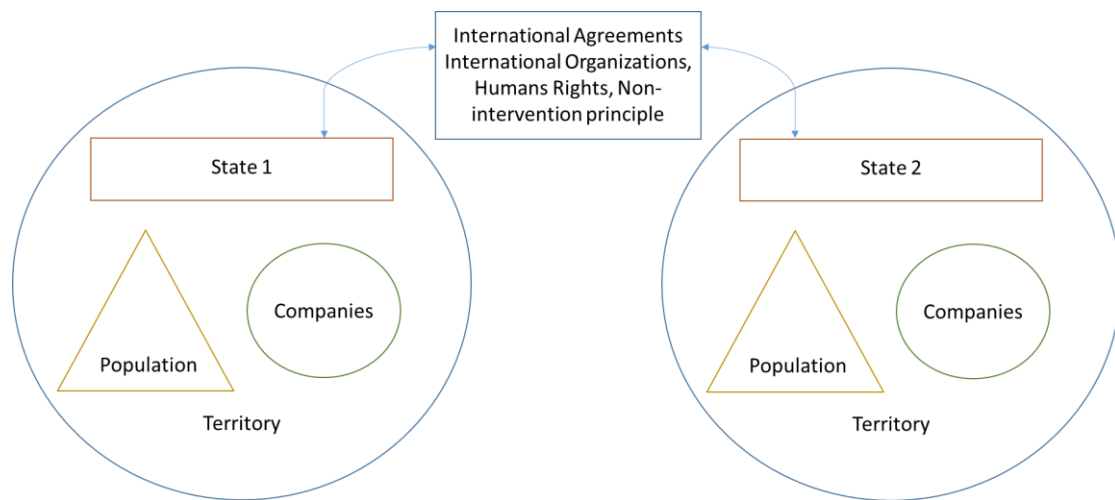 International Agreements
International Organizations,
Humans Rights, Non-
intervention principle
State 1
State 2
Companies
Companies
Population
Population
Territory
Territory